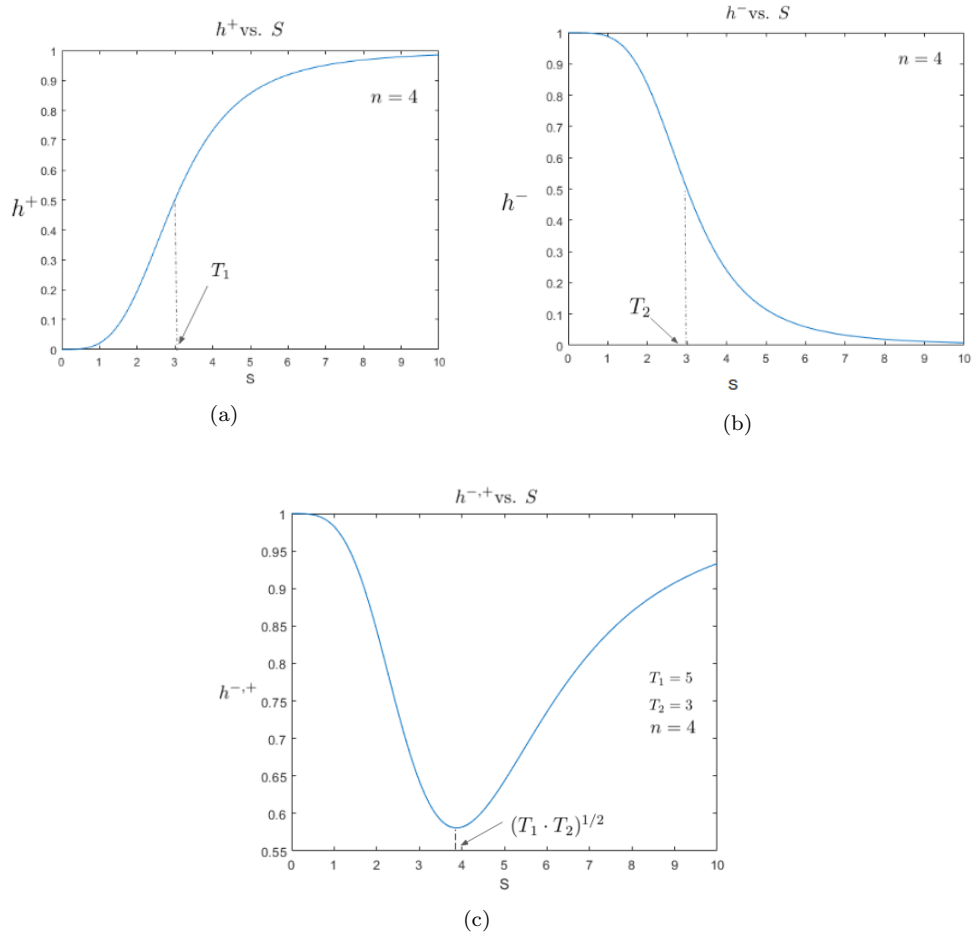 h⁺ vs. S
1
0.9
0.8
0.7
0.6
0.5
0.4
0.3
0.2
0.1
0
h⁺
n = 4
T₁
0 1 2 3 4 5 6 7 8 9 10
S
(a)
h⁻ vs. S
1
0.9
0.8
0.7
0.6
0.5
0.4
0.3
0.2
0.1
0
h⁻
n = 4
T₂
0 1 2 3 4 5 6 7 8 9 10
S
(b)
h⁻,⁺ vs. S
1
0.95
0.9
0.85
0.8
0.75
0.7
0.65
0.6
0.55
h⁻,⁺
T₁ = 5
T₂ = 3
n = 4
(T₁ · T₂)¹/²
0 1 2 3 4 5 6 7 8 9 10
S
(c)